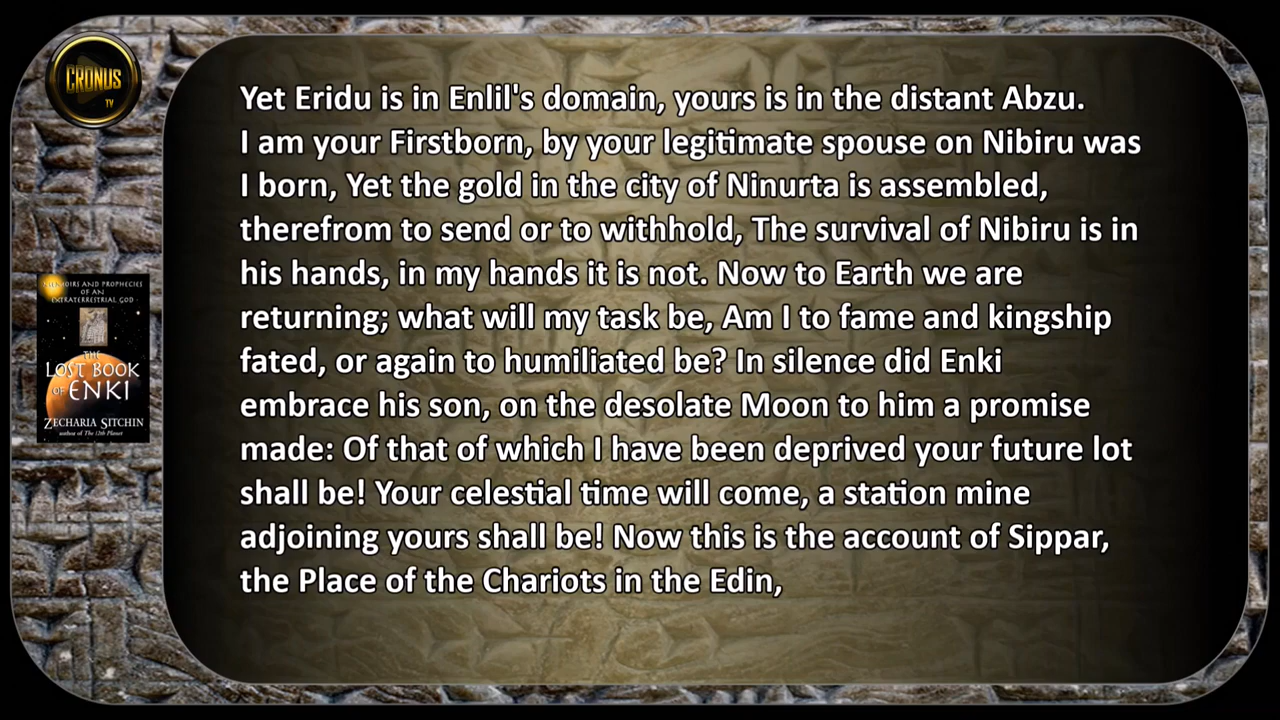 CRONUS
TV
Yet Eridu is in Enlil's domain, yours is in the distant Abzu.
I am your Firstborn, by your legitimate spouse on Nibiru was
I born, Yet the gold in the city of Ninurta is assembled,
therefrom to send or to withhold, The survival of Nibiru is in
his hands, in my hands it is not. Now to Earth we are
returning; what will my task be, Am I to fame and kingship
fated, or again to humiliated be? In silence did Enki
embrace his son, on the desolate Moon to him a promise
made: Of that of which I have been deprived your future lot
shall be! Your celestial time will come, a station mine
adjoining yours shall be! Now this is the account of Sippar,
the Place of the Chariots in the Edin,
MEMOIRS AND PROPHECIES
OF AN
EXTRATERRESTRIAL GOD
THE
LOST BOOK
OF ENKI
ZECHARIA SITCHIN
author of The 12th Planet